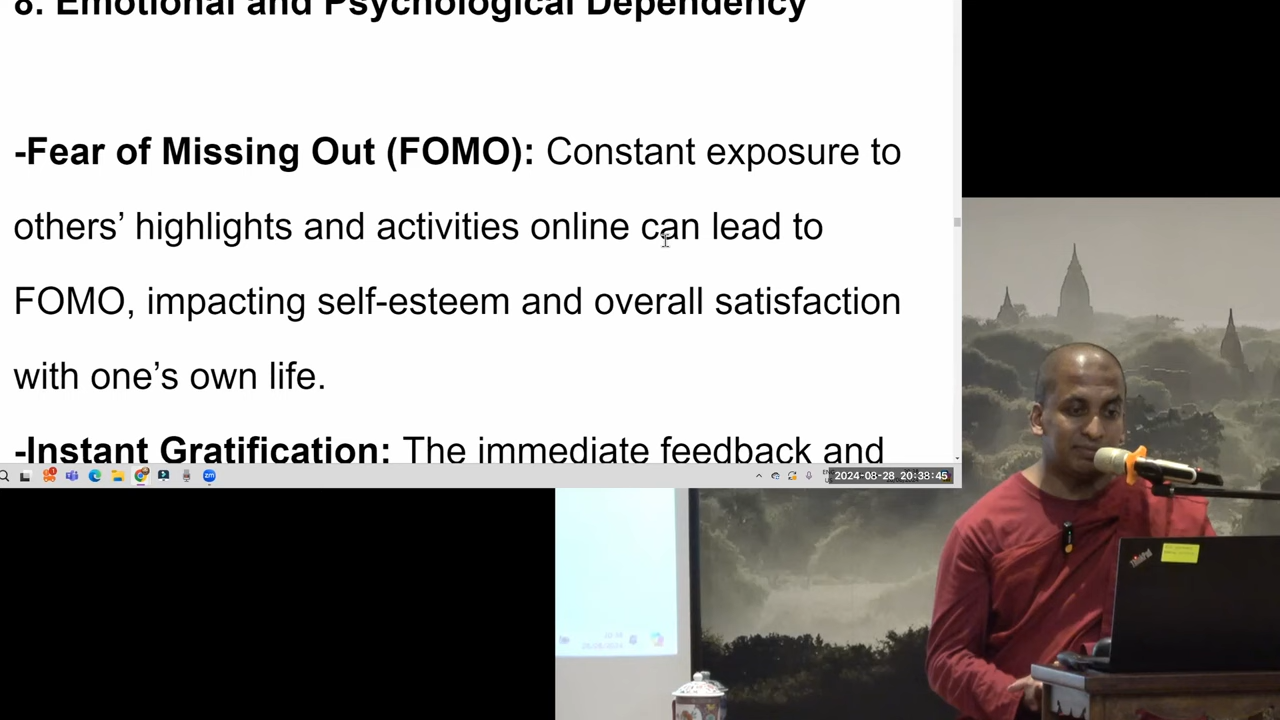 8. Emotional and Psychological Dependency
-Fear of Missing Out (FOMO): Constant exposure to
others’ highlights and activities online can lead to
FOMO, impacting self-esteem and overall satisfaction
with one’s own life.
-Instant Gratification: The immediate feedback and
2024-08-28 20:38:45
ThinkPad